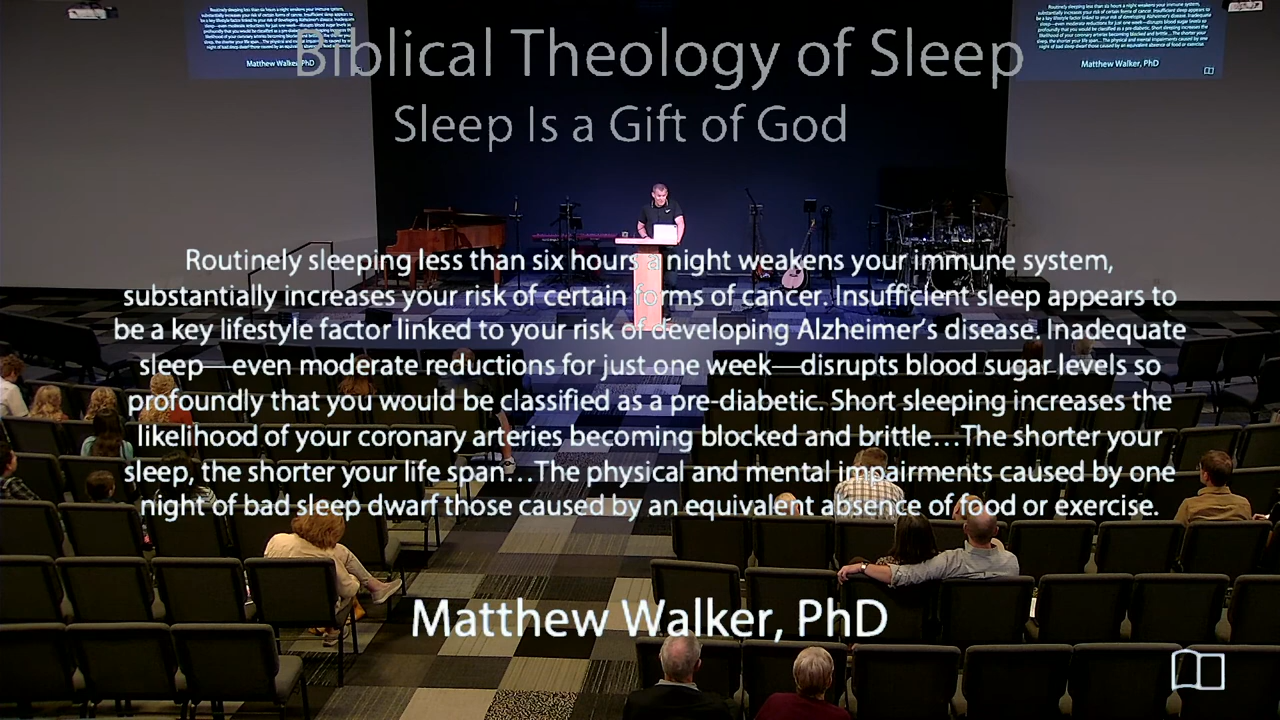 Biblical Theology of Sleep
Sleep Is a Gift of God
Routinely sleeping less than six hours a night weakens your immune system,
substantially increases your risk of certain forms of cancer. Insufficient sleep appears to
be a key lifestyle factor linked to your risk of developing Alzheimer's disease. Inadequate
sleep—even moderate reductions for just one week—disrupts blood sugar levels so
profoundly that you would be classified as a pre-diabetic. Short sleeping increases the
likelihood of your coronary arteries becoming blocked and brittle…The shorter your
sleep, the shorter your life span…The physical and mental impairments caused by one
night of bad sleep dwarf those caused by an equivalent absence of food or exercise.
Matthew Walker, PhD
Matthew Walker, PhD
Matthew Walker, PhD